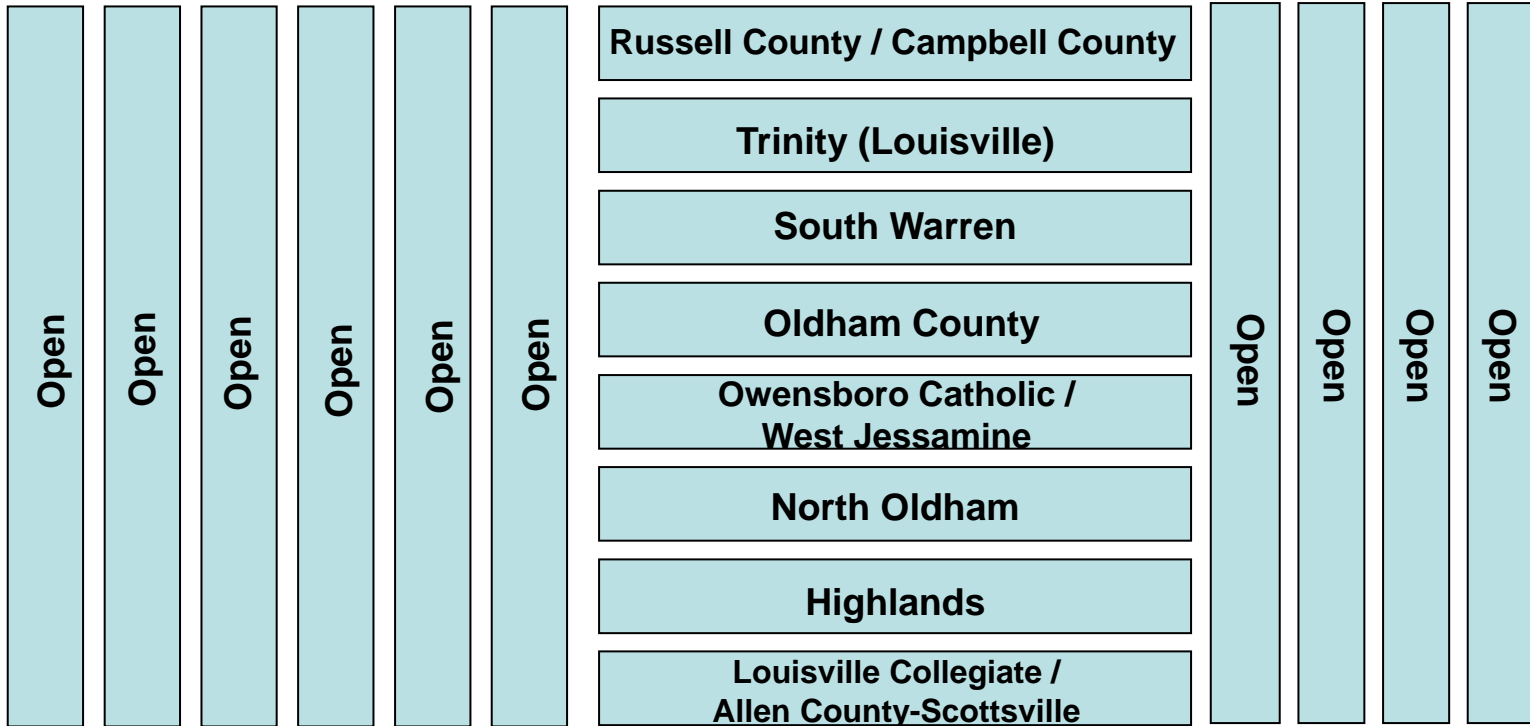 Open
Open
Open
Open
Open
Open
Russell County / Campbell County
Trinity (Louisville)
South Warren
Oldham County
Owensboro Catholic /
West Jessamine
North Oldham
Highlands
Louisville Collegiate /
Allen County-Scottsville
Open
Open
Open
Open